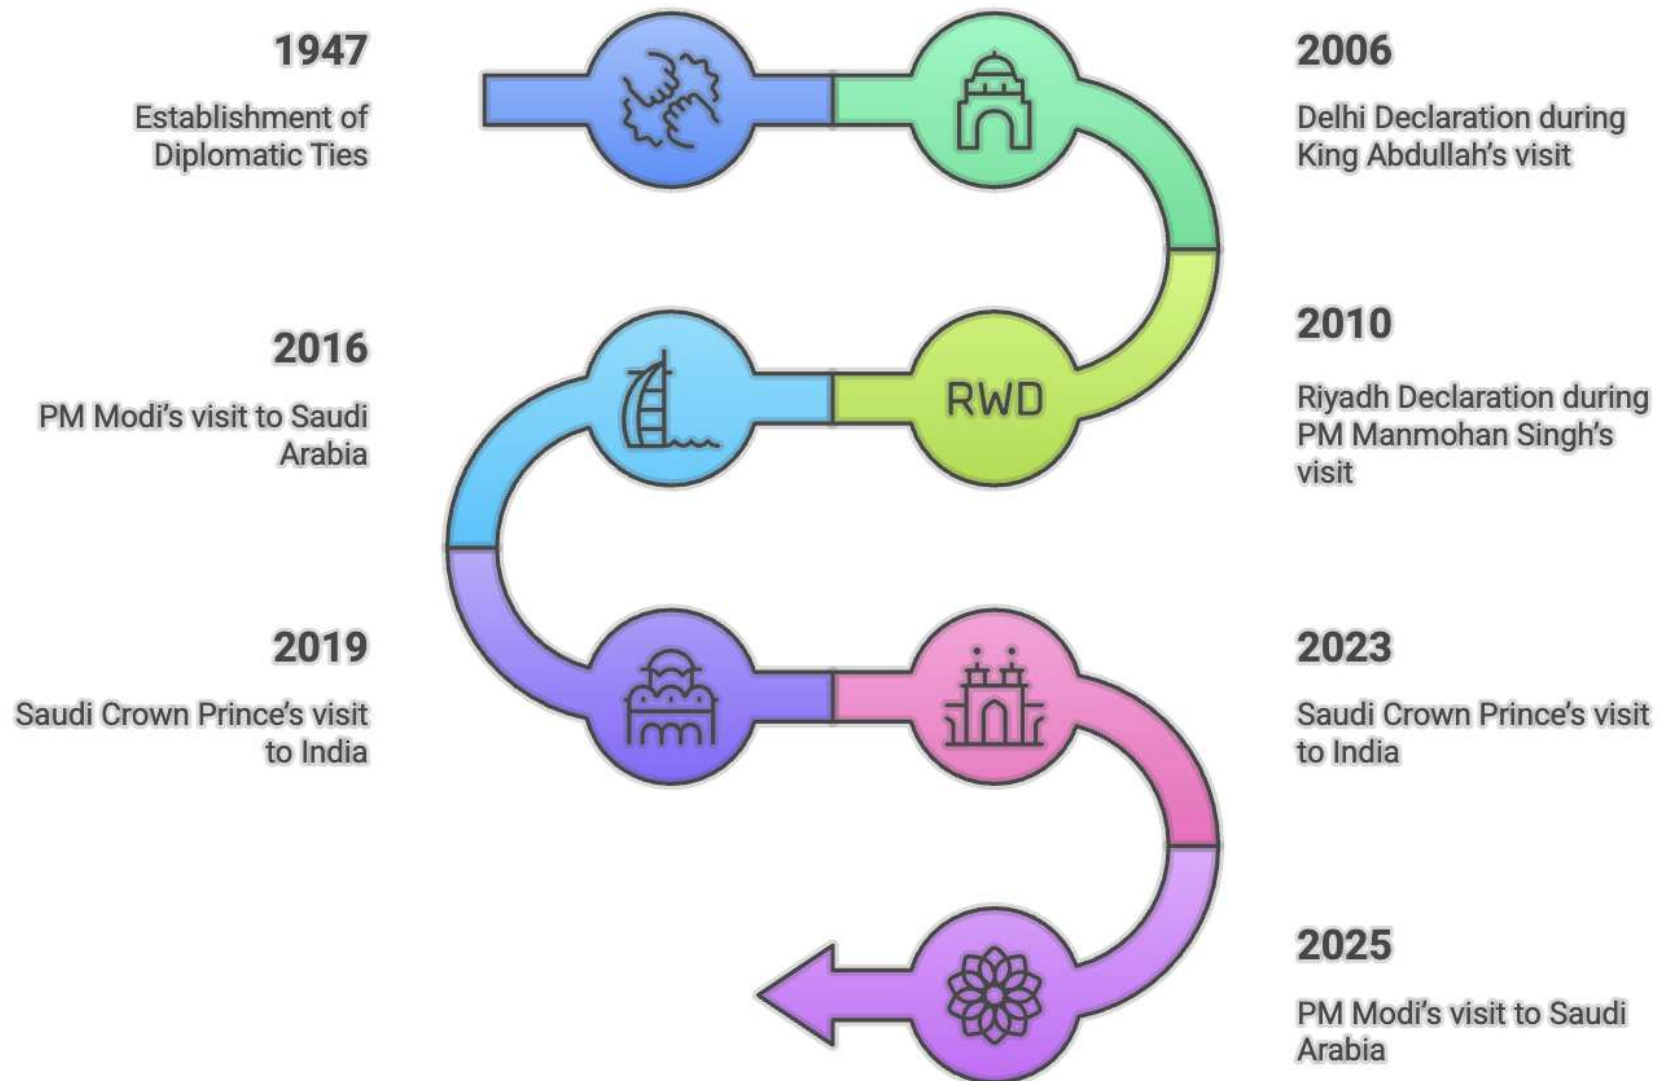 1947
Establishment of
Diplomatic Ties
2006
Delhi Declaration during
King Abdullah's visit
2010
Riyadh Declaration during
PM Manmohan Singh's
visit
RWD
2016
PM Modi's visit to Saudi
Arabia
2019
Saudi Crown Prince's visit
to India
2023
Saudi Crown Prince's visit
to India
2025
PM Modi's visit to Saudi
Arabia